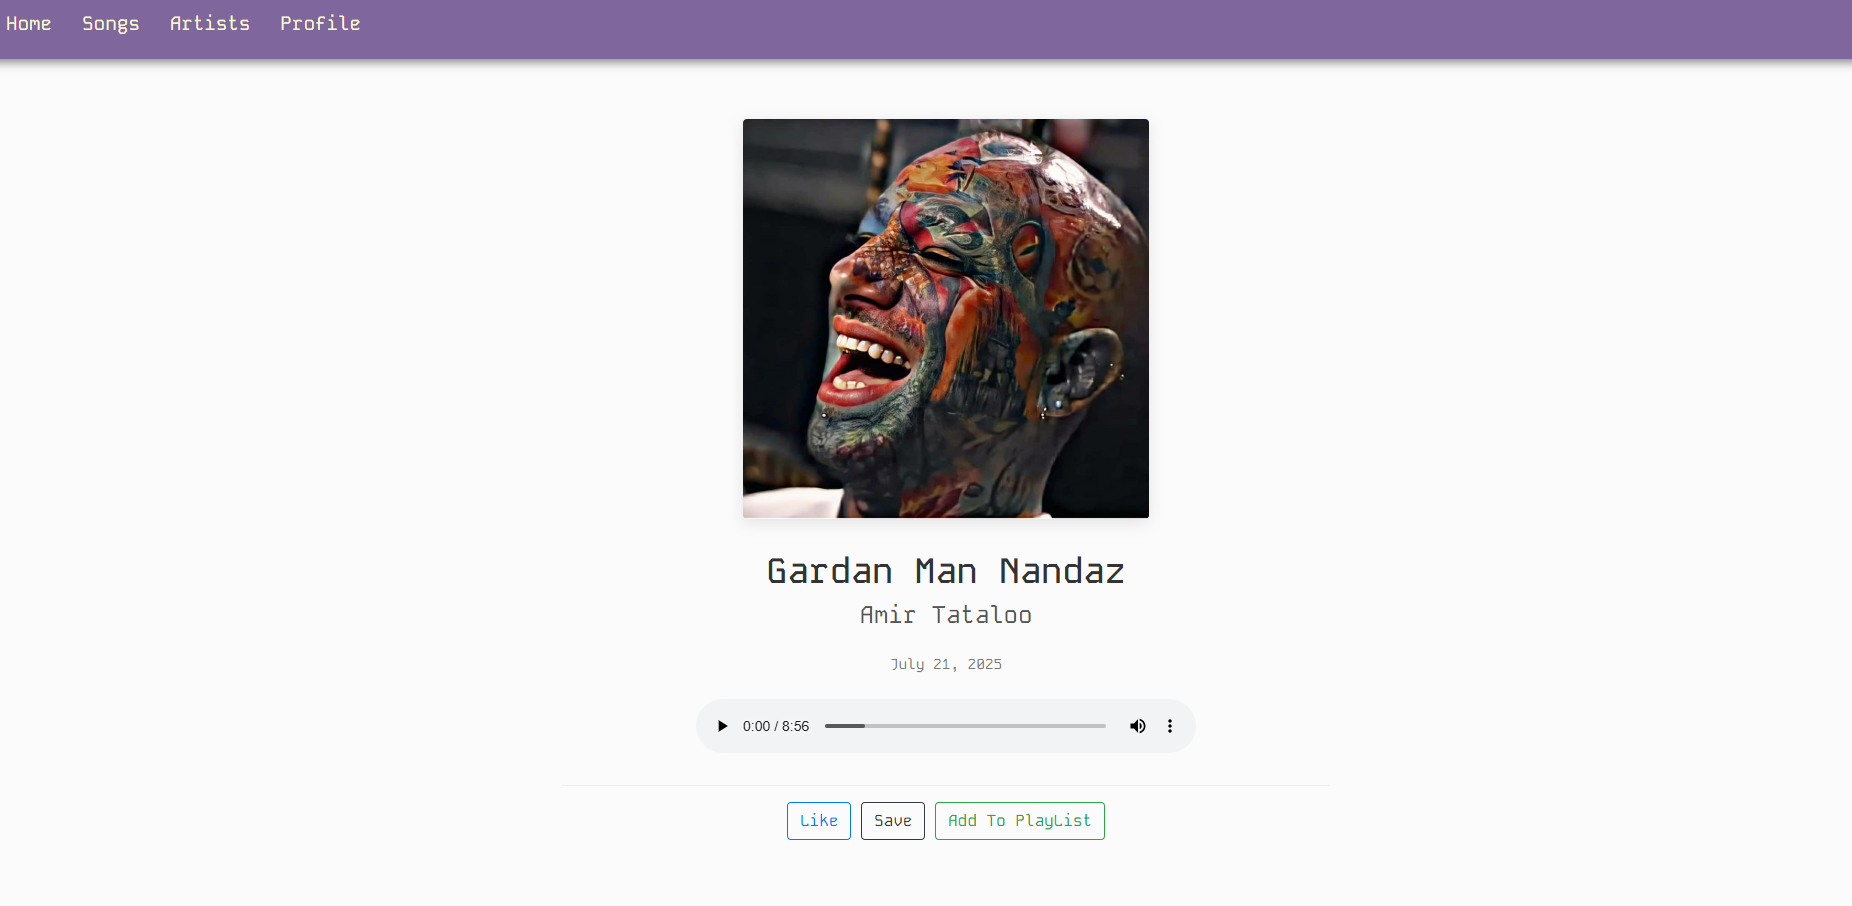 Home Songs Artists Profile
Gardan Man Nandaz
Amir Tataloo
July 21, 2025
0:00 / 8:56
Like Save Add To PlayList